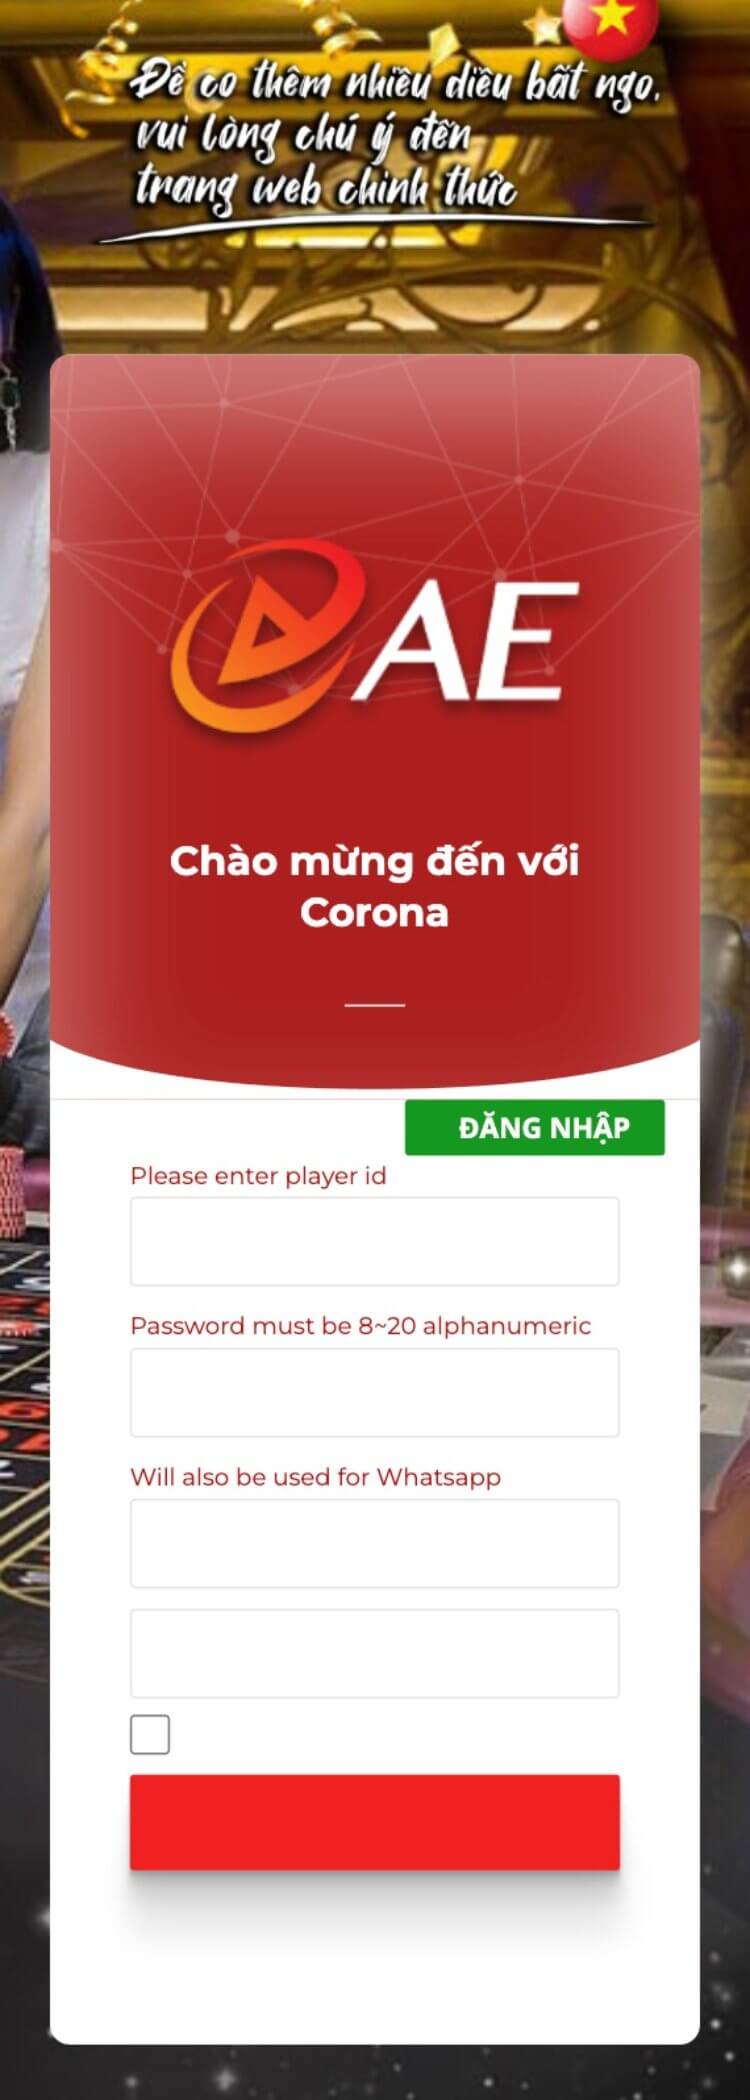 Để co thêm nhiều diều bất ngo,
vui lòng chú ý đến
trang web chinh thức
AE
Chào mừng đến với
Corona
ĐĂNG NHẬP
Please enter player id
Password must be 8~20 alphanumeric
Will also be used for Whatsapp